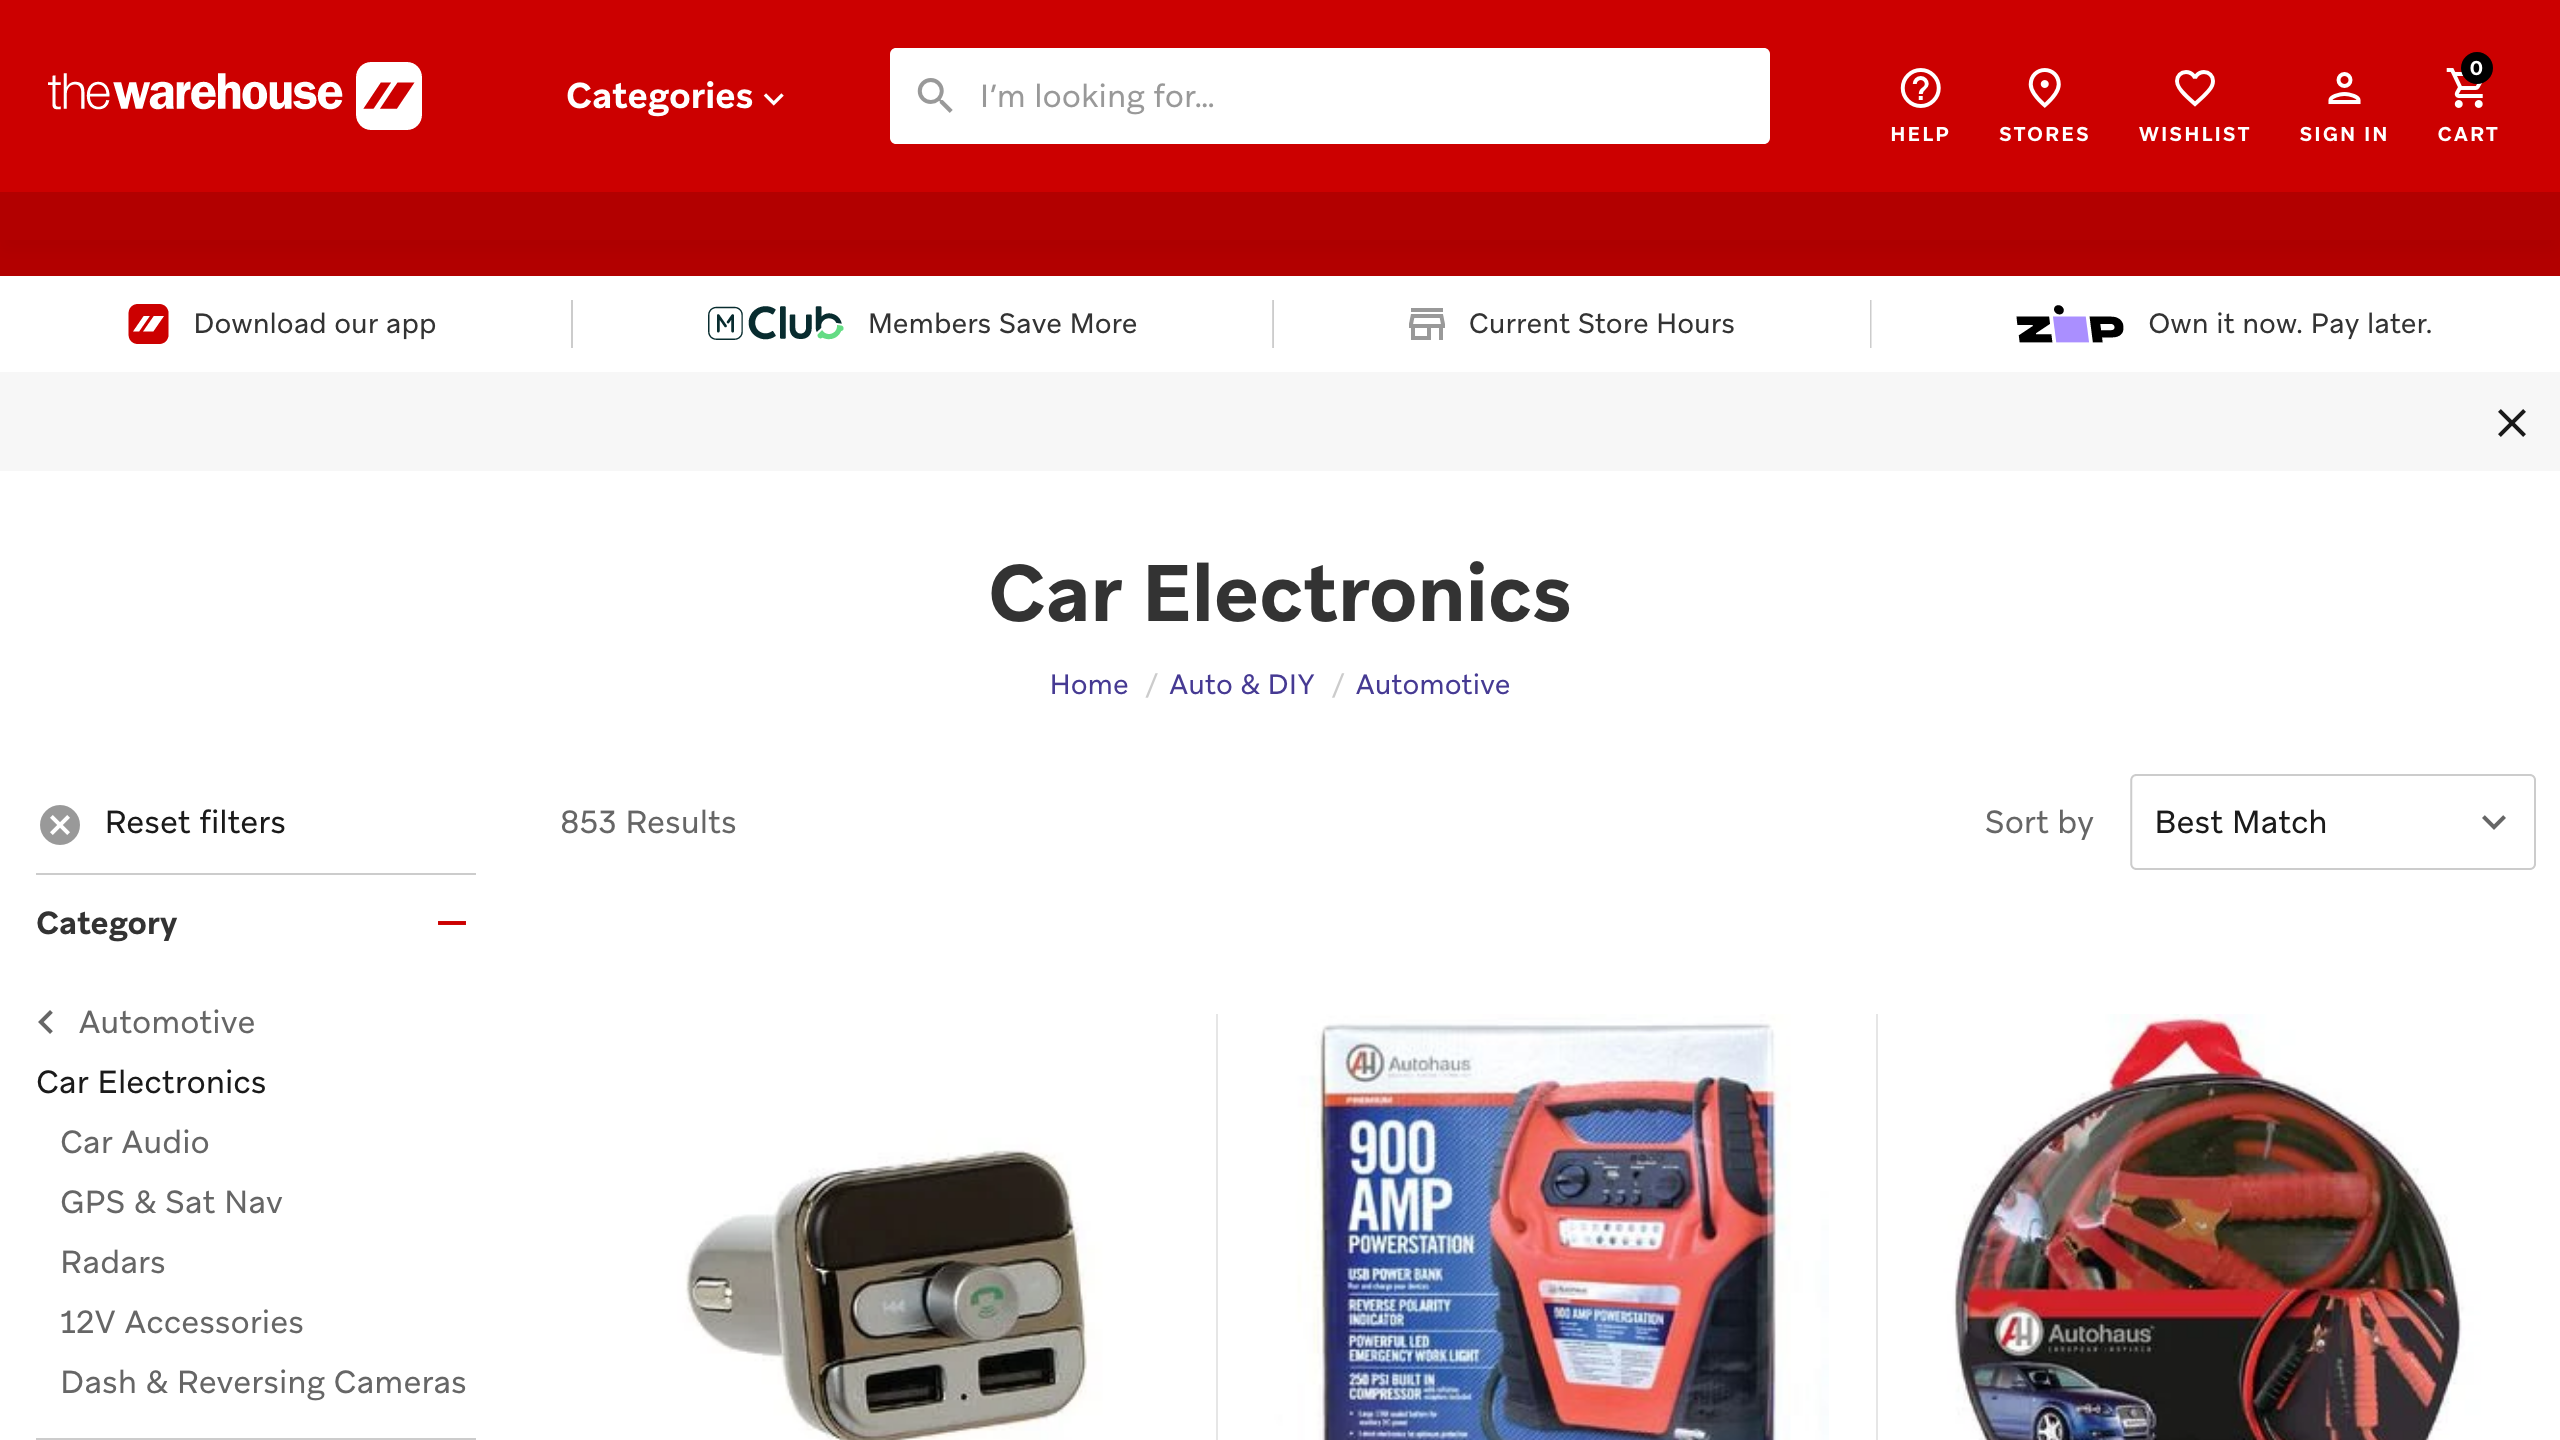 thewarehouse
Categories
I'm looking for...
HELP
STORES
WISHLIST
SIGN IN
0
CART
Download our app
M Club Members Save More
Current Store Hours
zip Own it now. Pay later.
Car Electronics
Home / Auto & DIY / Automotive
Reset filters
853 Results
Sort by
Best Match
Category
Automotive
Car Electronics
Car Audio
GPS & Sat Nav
Radars
12V Accessories
Dash & Reversing Cameras
AH Autohaus
PREMIUM
900
AMP
POWERSTATION
USB POWER BANK
REVERSE POLARITY
INDICATOR
POWERFUL LED
EMERGENCY WORK LIGHT
250 PSI BUILT IN
COMPRESSOR
900 AMP POWERSTATION
AH Autohaus